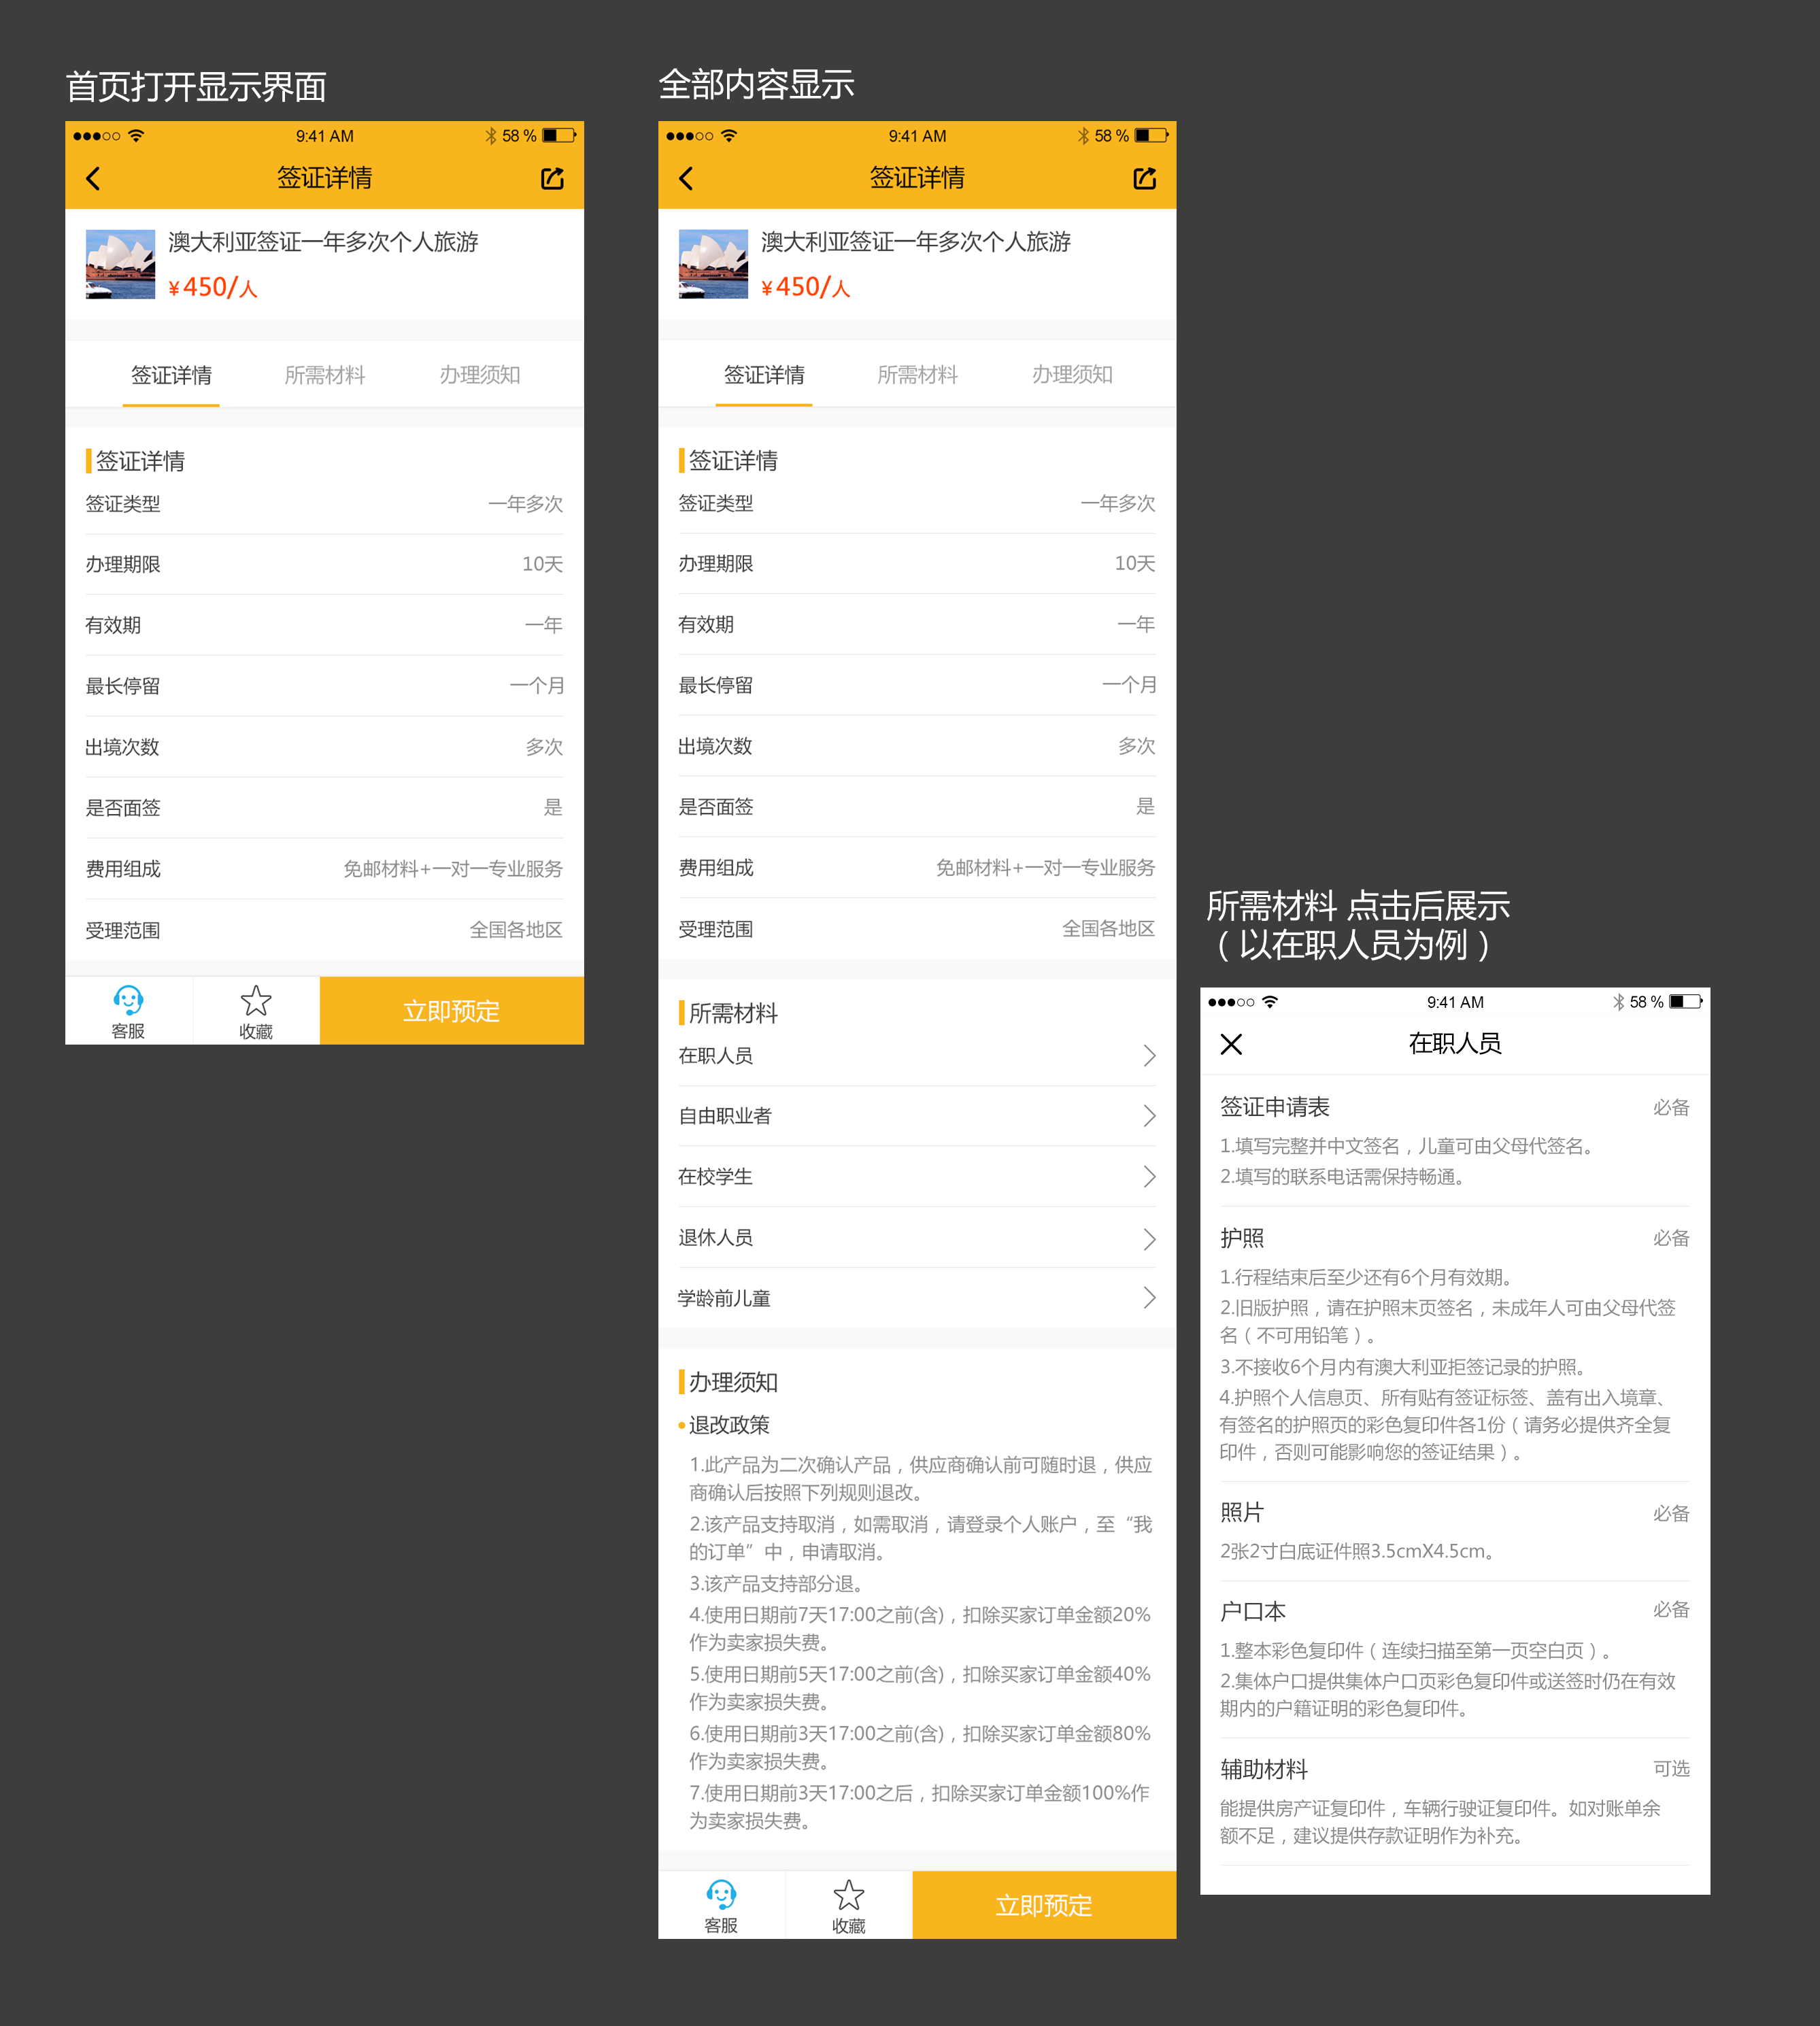 首页打开显示界面
9:41 AM
58 %
签证详情
澳大利亚签证一年多次个人旅游
¥450/人
签证详情
所需材料
办理须知
签证详情
签证类型
一年多次
办理期限
10天
有效期
一年
最长停留
一个月
出境次数
多次
是否面签
是
费用组成
免邮材料+一对一专业服务
受理范围
全国各地区
客服
收藏
立即预定
全部内容显示
9:41 AM
58 %
签证详情
澳大利亚签证一年多次个人旅游
¥450/人
签证详情
所需材料
办理须知
签证详情
签证类型
一年多次
办理期限
10天
有效期
一年
最长停留
一个月
出境次数
多次
是否面签
是
费用组成
免邮材料+一对一专业服务
受理范围
全国各地区
所需材料
在职人员
自由职业者
在校学生
退休人员
学龄前儿童
办理须知
退改政策
1.此产品为二次确认产品，供应商确认前可随时退，供应
商确认后按照下列规则退改。
2.该产品支持取消，如需取消，请登录个人账户，至“我
的订单”中，申请取消。
3.该产品支持部分退。
4.使用日期前7天17:00之前(含)，扣除买家订单金额20%
作为卖家损失费。
5.使用日期前5天17:00之前(含)，扣除买家订单金额40%
作为卖家损失费。
6.使用日期前3天17:00之前(含)，扣除买家订单金额80%
作为卖家损失费。
7.使用日期前3天17:00之后，扣除买家订单金额100%作
为卖家损失费。
客服
收藏
立即预定
所需材料 点击后展示
（以在职人员为例）
9:41 AM
58 %
在职人员
签证申请表
必备
1.填写完整并中文签名，儿童可由父母代签名。
2.填写的联系电话需保持畅通。
护照
必备
1.行程结束后至少还有6个月有效期。
2.旧版护照，请在护照末页签名，未成年人可由父母代签
名（不可用铅笔）。
3.不接收6个月内有澳大利亚拒签记录的护照。
4.护照个人信息页、所有贴有签证标签、盖有出入境章、
有签名的护照页的彩色复印件各1份（请务必提供齐全复
印件，否则可能影响您的签证结果）。
照片
必备
2张2寸白底证件照3.5cmX4.5cm。
户口本
必备
1.整本彩色复印件（连续扫描至第一页空白页）。
2.集体户口提供集体户口页彩色复印件或送签时仍在有效
期内的户籍证明的彩色复印件。
辅助材料
可选
能提供房产证复印件，车辆行驶证复印件。如对账单余
额不足，建议提供存款证明作为补充。